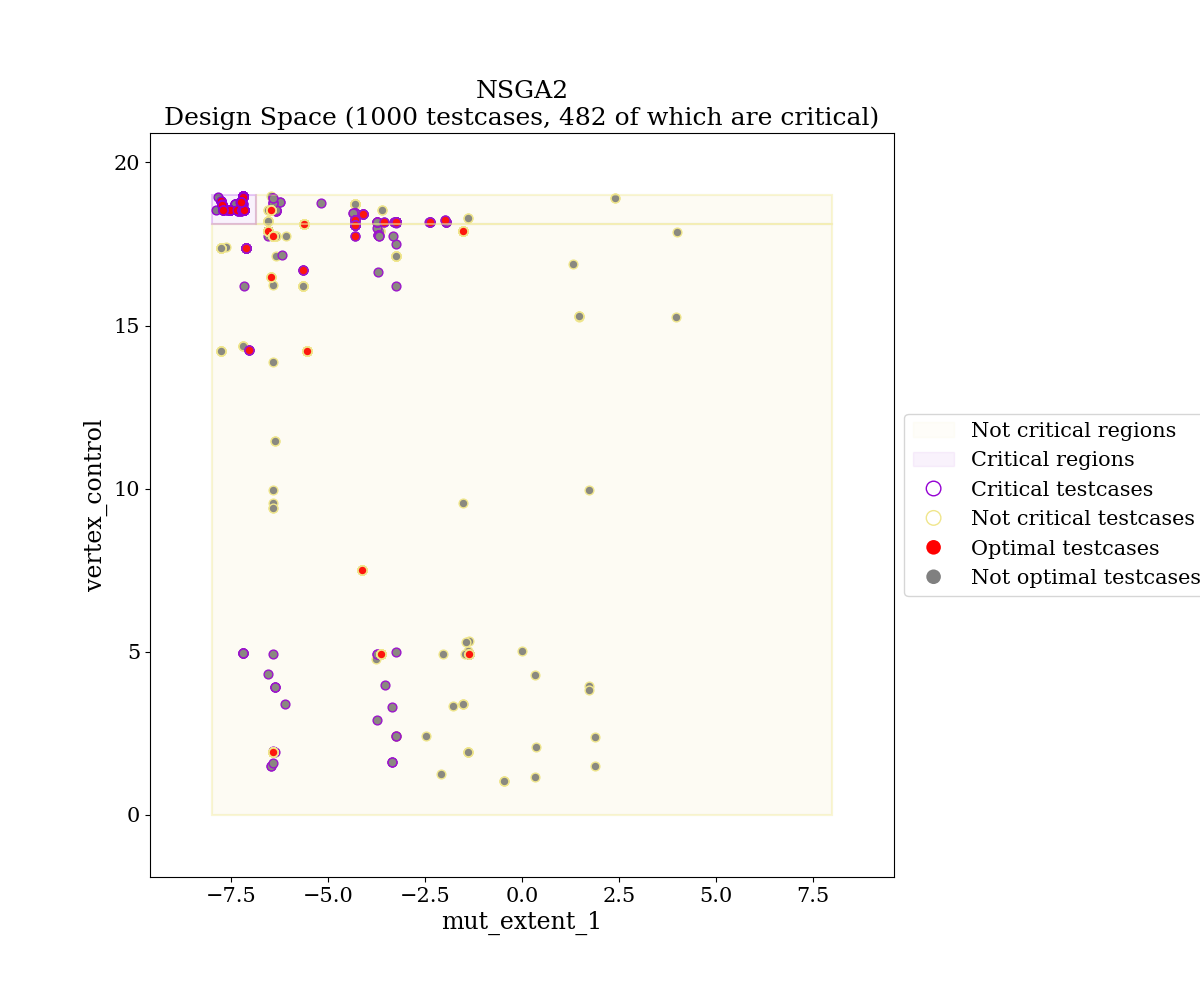 NSGA2
Design Space (1000 testcases, 482 of which are critical)
20
15
10
5
0
vertex_control
−7.5
−5.0
−2.5
0.0
2.5
5.0
7.5
mut_extent_1
Not critical regions
Critical regions
Critical testcases
Not critical testcases
Optimal testcases
Not optimal testcases